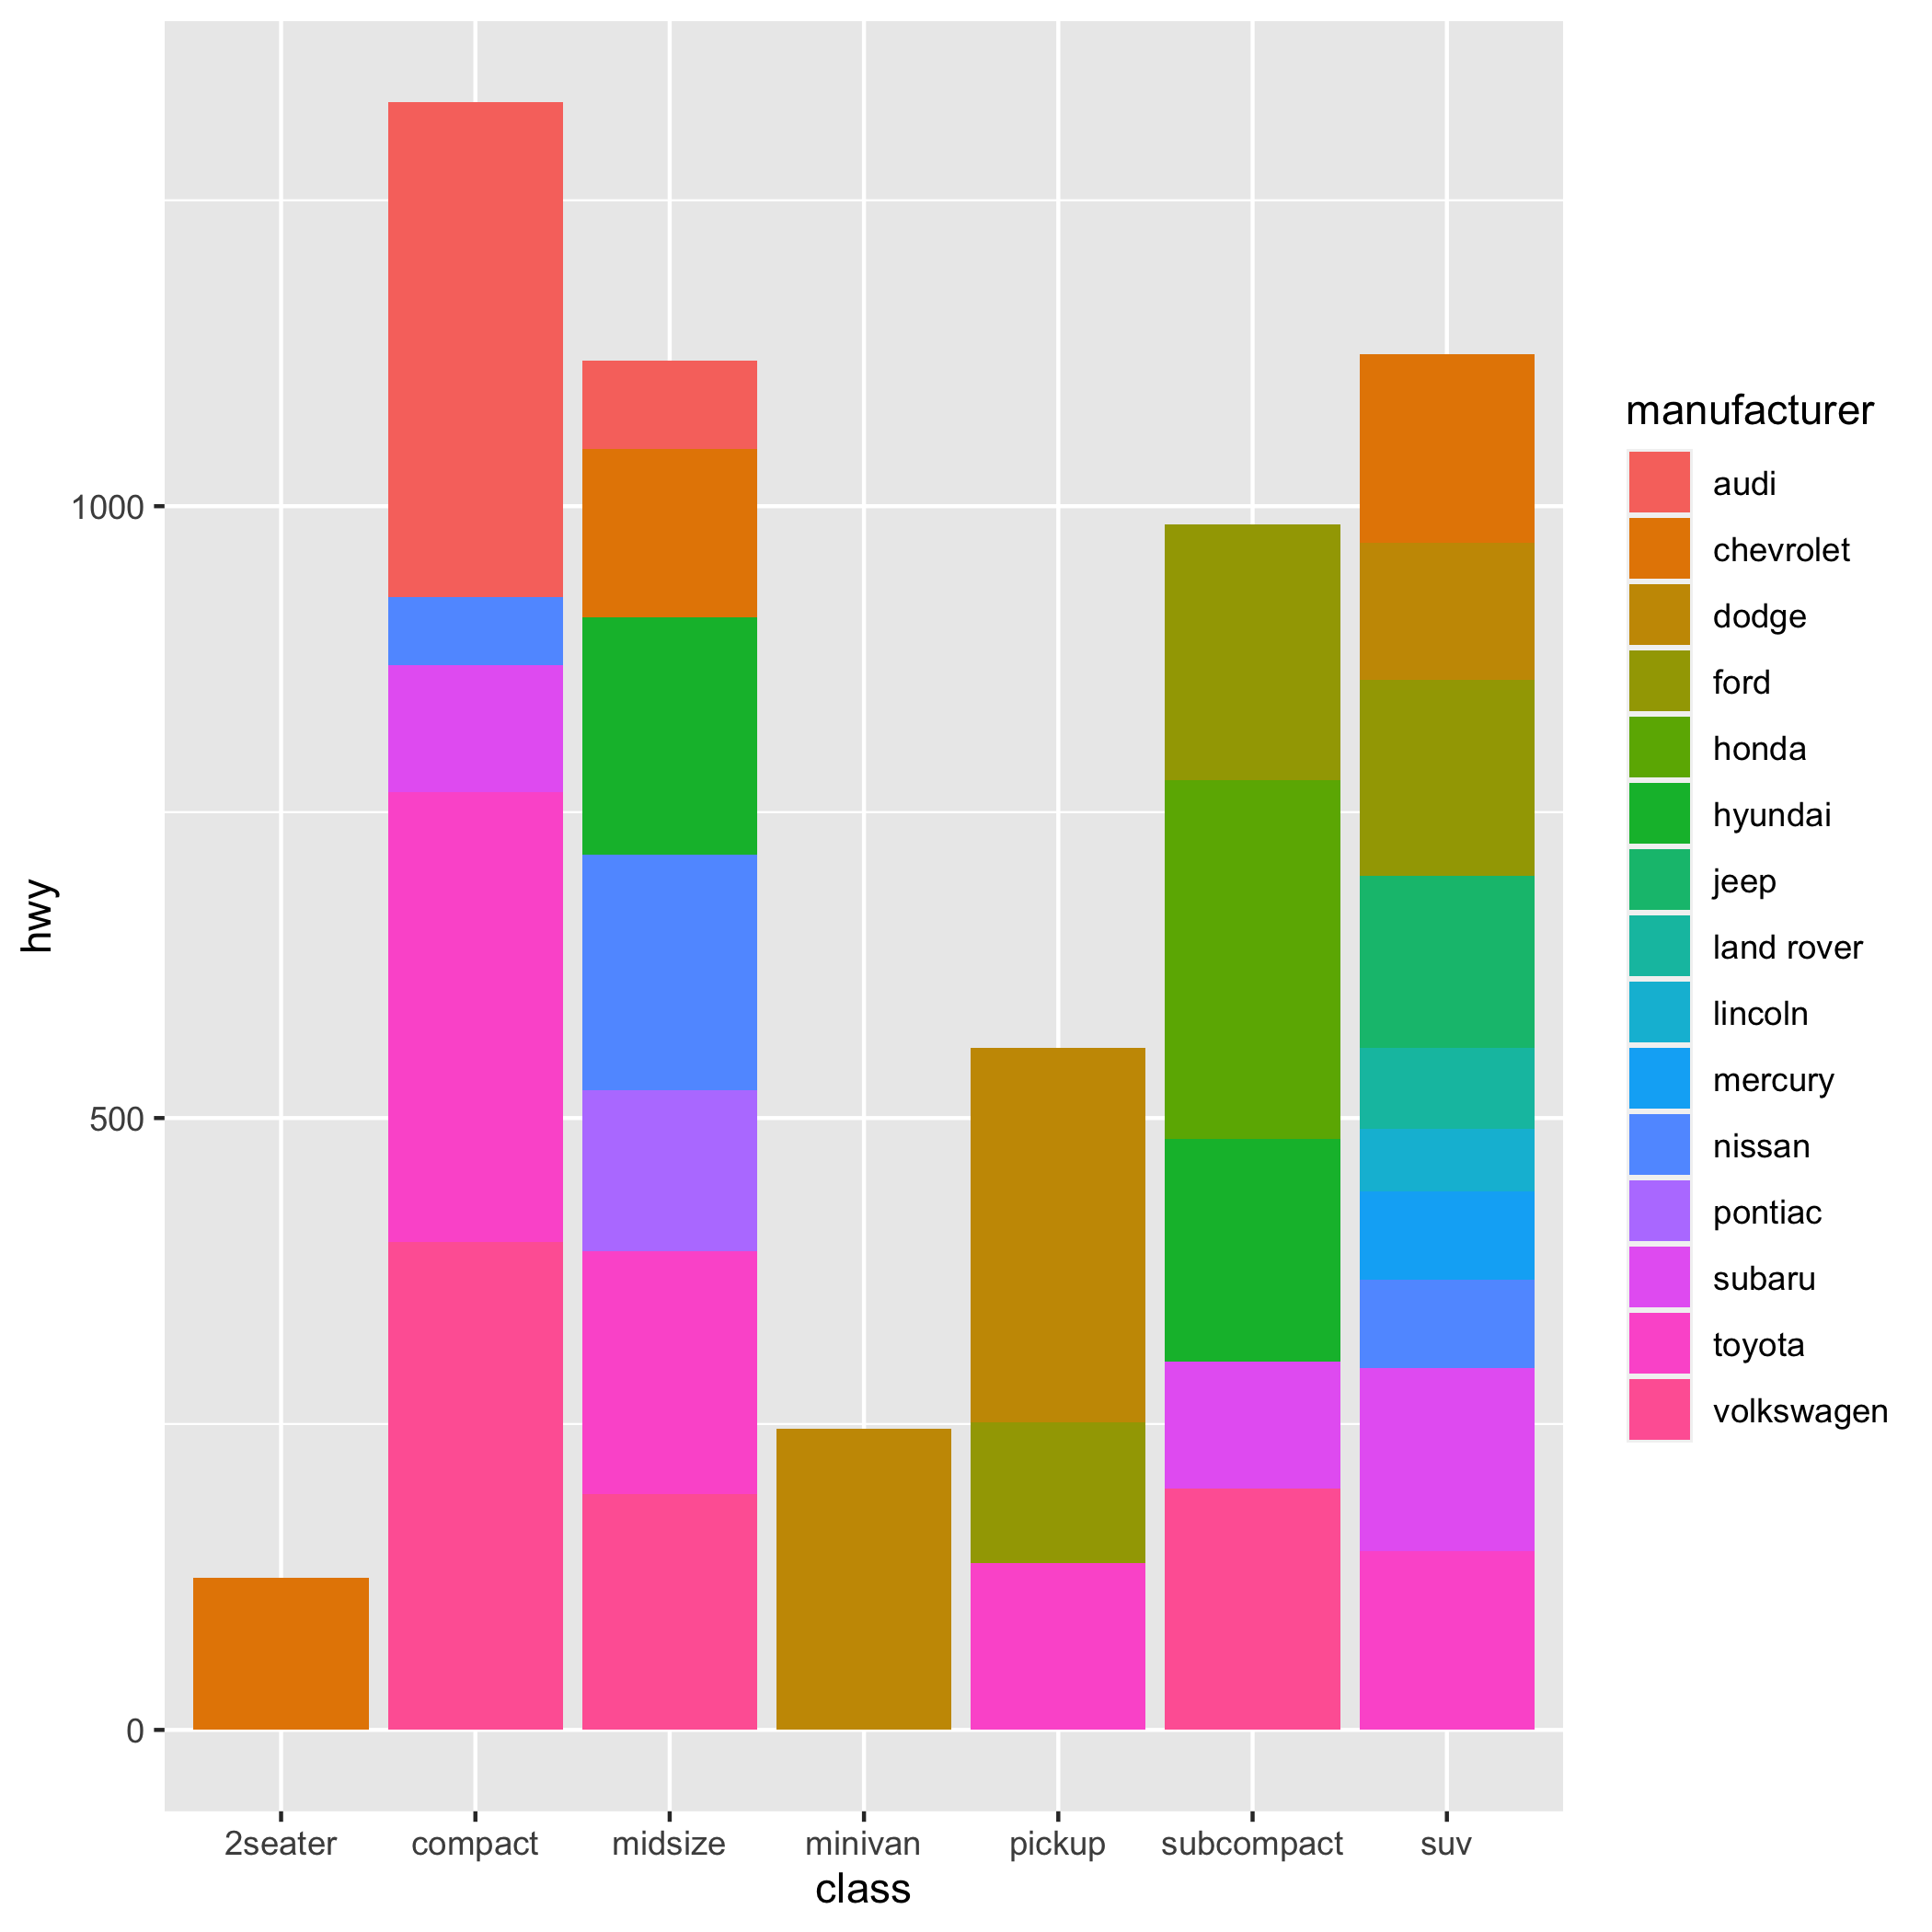 hwy
1000
500
0
2seater compact midsize minivan pickup subcompact suv
class
manufacturer
audi
chevrolet
dodge
ford
honda
hyundai
jeep
land rover
lincoln
mercury
nissan
pontiac
subaru
toyota
volkswagen